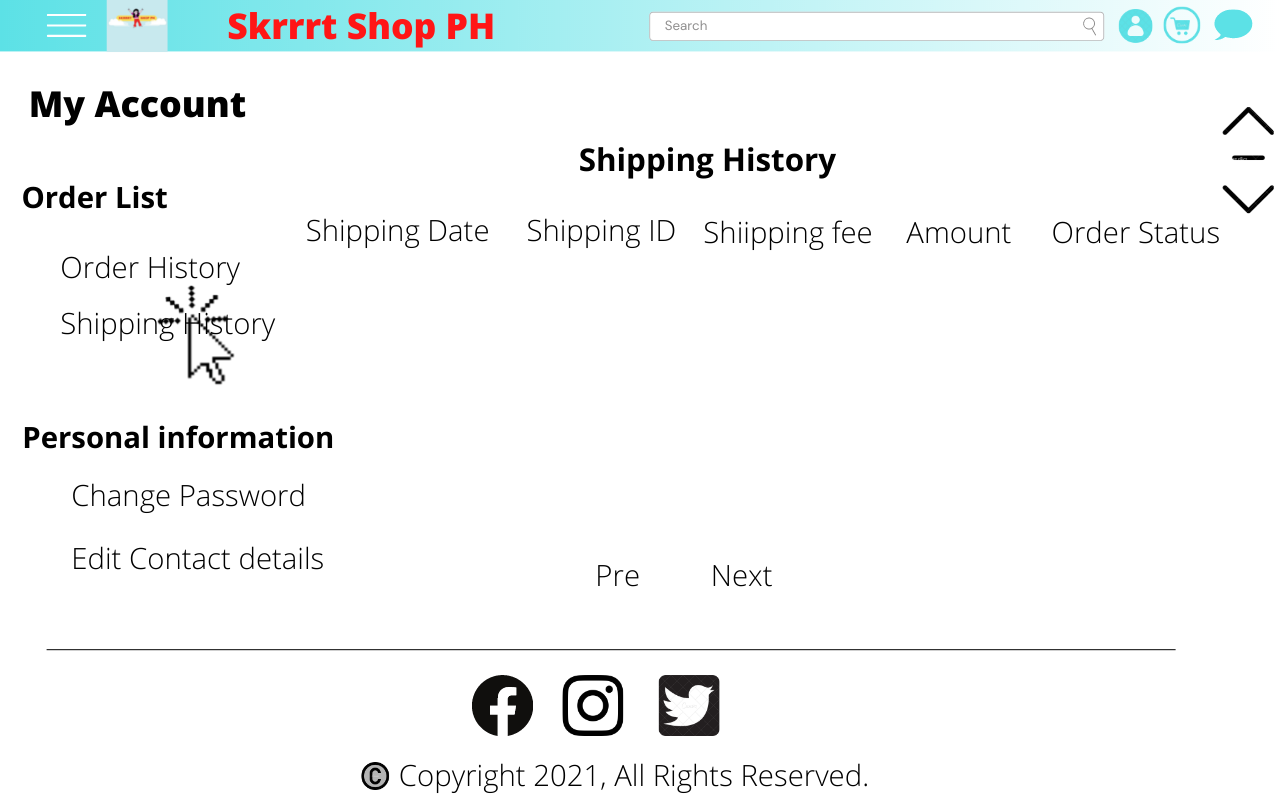 Skrrrt Shop PH
Search
My Account
Shipping History
Order List
Shipping Date Shipping ID Shiipping fee Amount Order Status
Order History
Shipping History
Personal information
Change Password
Edit Contact details
Pre Next
© Copyright 2021, All Rights Reserved.